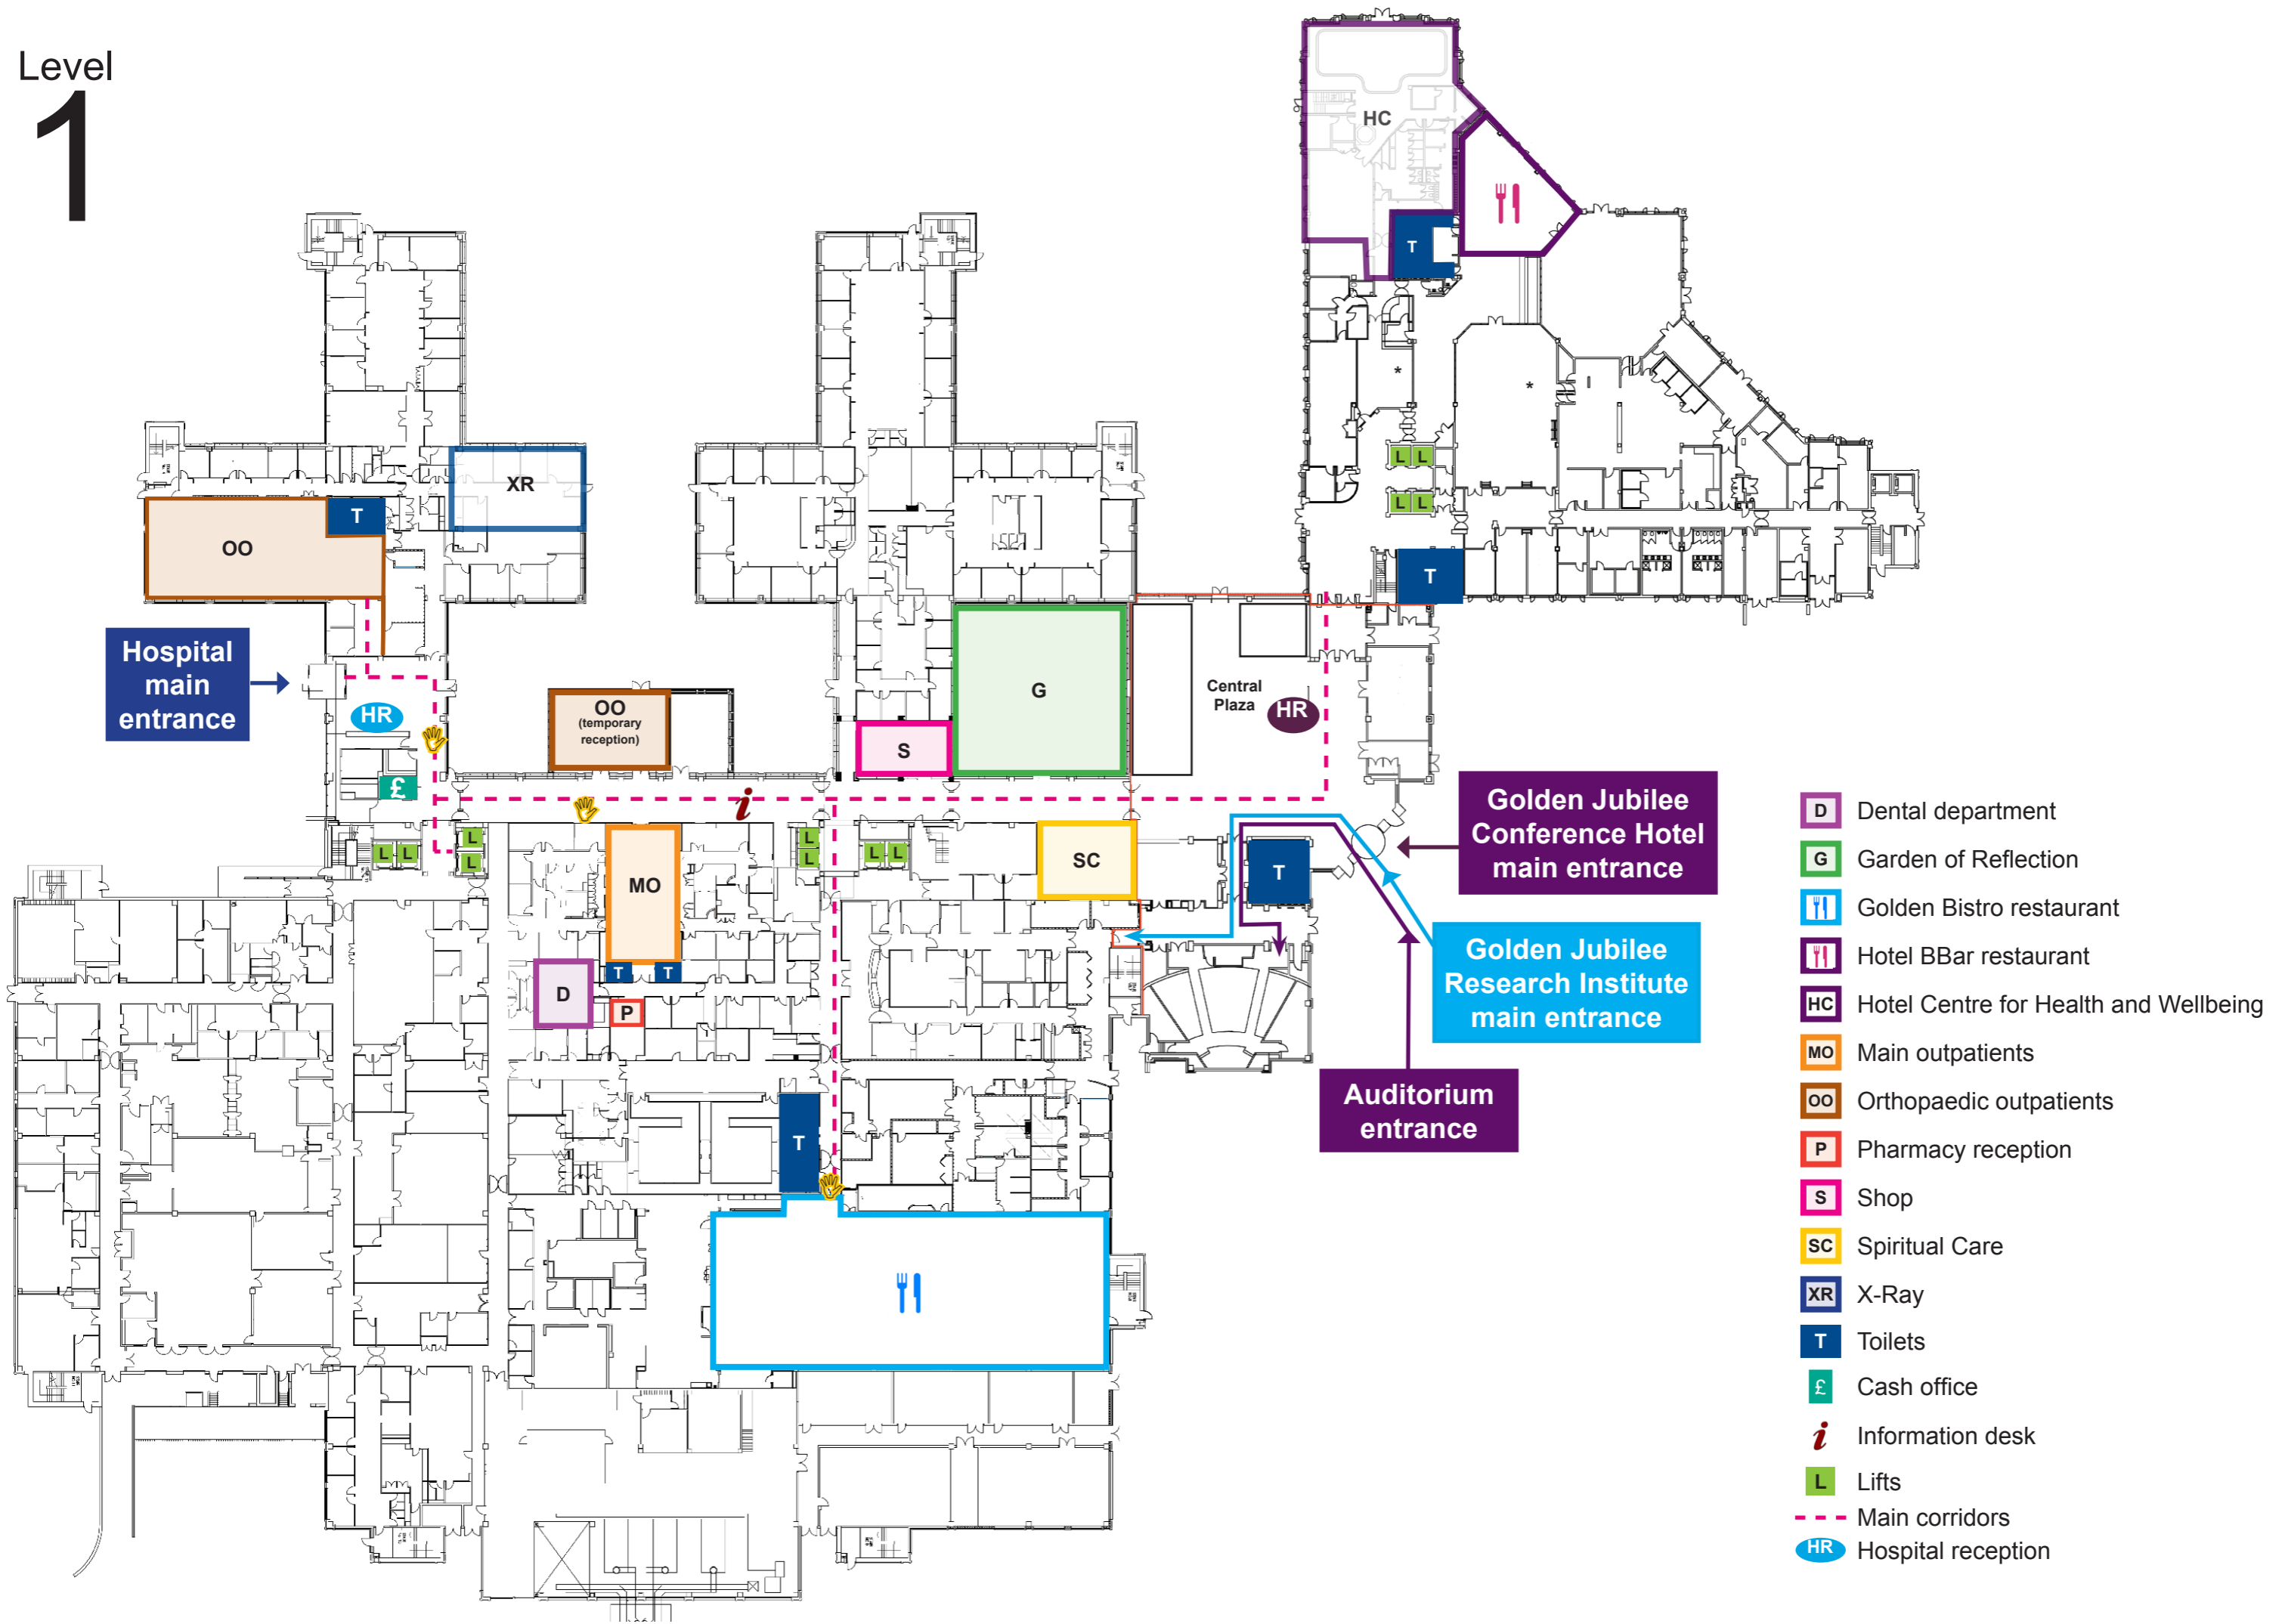 Level
1
HC
T
*
*
XR
L L
L L
T
OO
T
Hospital
main
entrance
HR
OO
(temporary
reception)
S
G
Central
Plaza
HR
£
i
L
L
L L
L
L
L L
MO
SC
T
T T
D
P
T
Golden Jubilee
Conference Hotel
main entrance
Golden Jubilee
Research Institute
main entrance
Auditorium
entrance
D Dental department
G Garden of Reflection
Golden Bistro restaurant
Hotel BBar restaurant
HC Hotel Centre for Health and Wellbeing
MO Main outpatients
OO Orthopaedic outpatients
P Pharmacy reception
S Shop
SC Spiritual Care
XR X-Ray
T Toilets
£ Cash office
i Information desk
L Lifts
Main corridors
HR Hospital reception